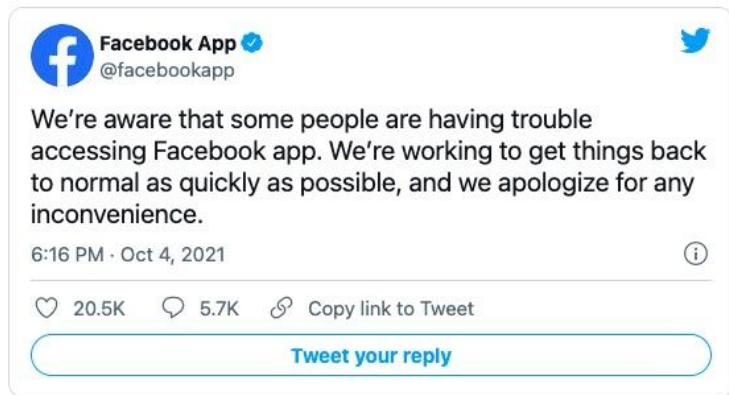 Facebook App
@facebookapp
We're aware that some people are having trouble
accessing Facebook app. We're working to get things back
to normal as quickly as possible, and we apologize for any
inconvenience.
6:16 PM · Oct 4, 2021
20.5K 5.7K Copy link to Tweet
Tweet your reply